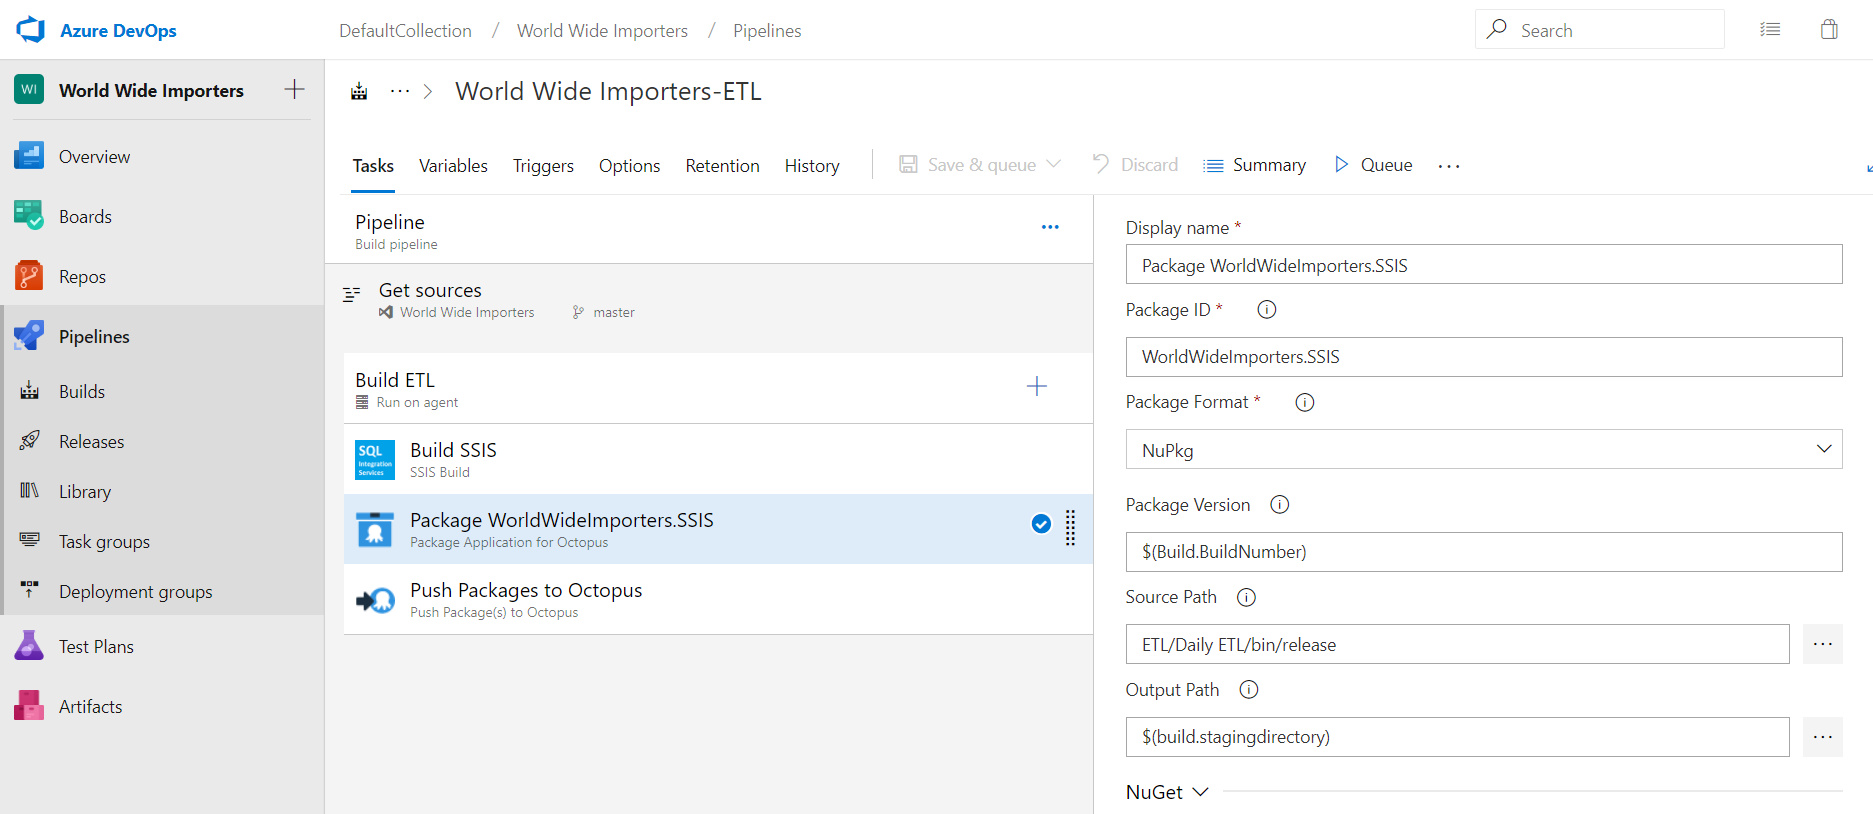 Azure DevOps
DefaultCollection / World Wide Importers / Pipelines
Search
WI
World Wide Importers
Overview
Boards
Repos
Pipelines
Builds
Releases
Library
Task groups
Deployment groups
Test Plans
Artifacts
··· > World Wide Importers-ETL
Tasks Variables Triggers Options Retention History Save & queue Discard Summary Queue ···
Pipeline
Build pipeline
Get sources
World Wide Importers master
Build ETL
Run on agent
SQL
Integration
Services
Build SSIS
SSIS Build
Package WorldWideImporters.SSIS
Package Application for Octopus
Push Packages to Octopus
Push Package(s) to Octopus
Display name *
Package WorldWideImporters.SSIS
Package ID *
WorldWideImporters.SSIS
Package Format *
NuPkg
Package Version
$(Build.BuildNumber)
Source Path
ETL/Daily ETL/bin/release
Output Path
$(build.stagingdirectory)
NuGet